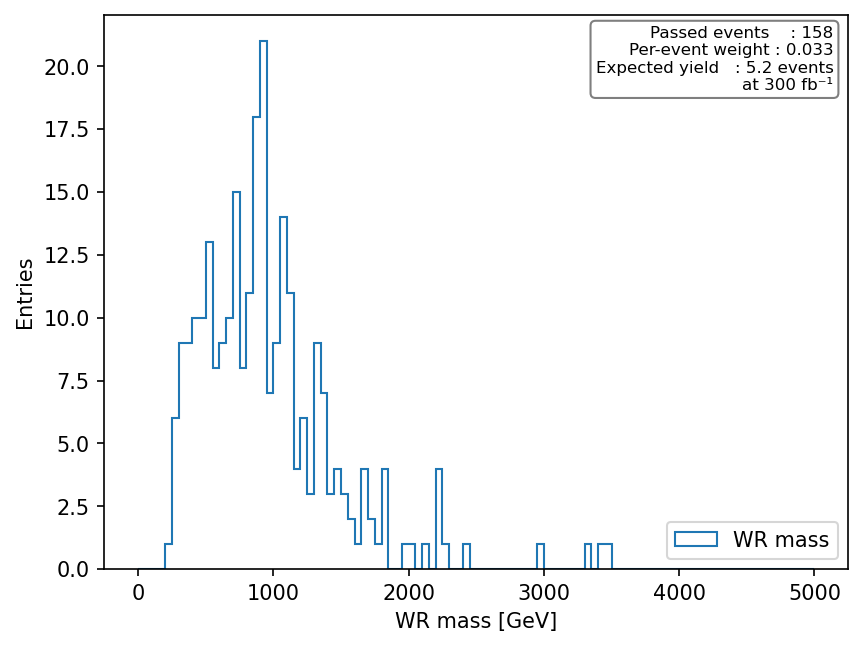 Passed events    : 158
Per-event weight : 0.033
Expected yield   : 5.2 events
at 300 fb⁻¹
20.0
17.5
15.0
12.5
10.0
7.5
5.0
2.5
0.0
Entries
WR mass
0 1000 2000 3000 4000 5000
WR mass [GeV]